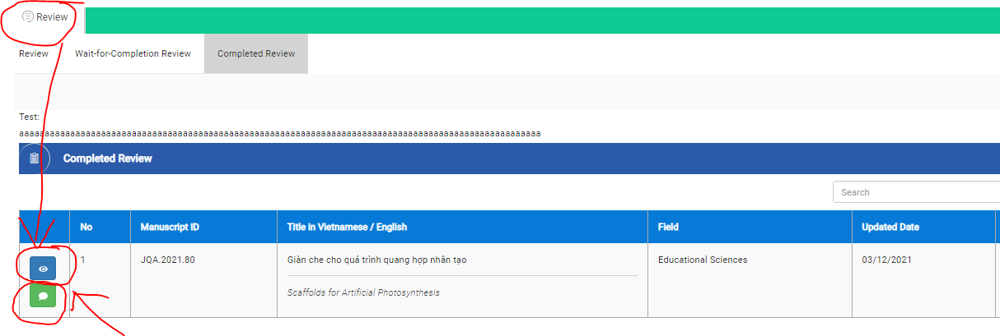 Review
Review Wait-for-Completion Review Completed Review
Test:
aaaaaaaaaaaaaaaaaaaaaaaaaaaaaaaaaaaaaaaaaaaaaaaaaaaaaaaaaaaaaaaaaaaaaaaaaaaaaaaaaaaaaaaaaaaaaaaaaaaaaa
Completed Review
Search
No Manuscript ID Title in Vietnamese / English Field Updated Date
1 JQA.2021.80 Giàn che cho quá trình quang hợp nhân tạo Educational Sciences 03/12/2021
Scaffolds for Artificial Photosynthesis